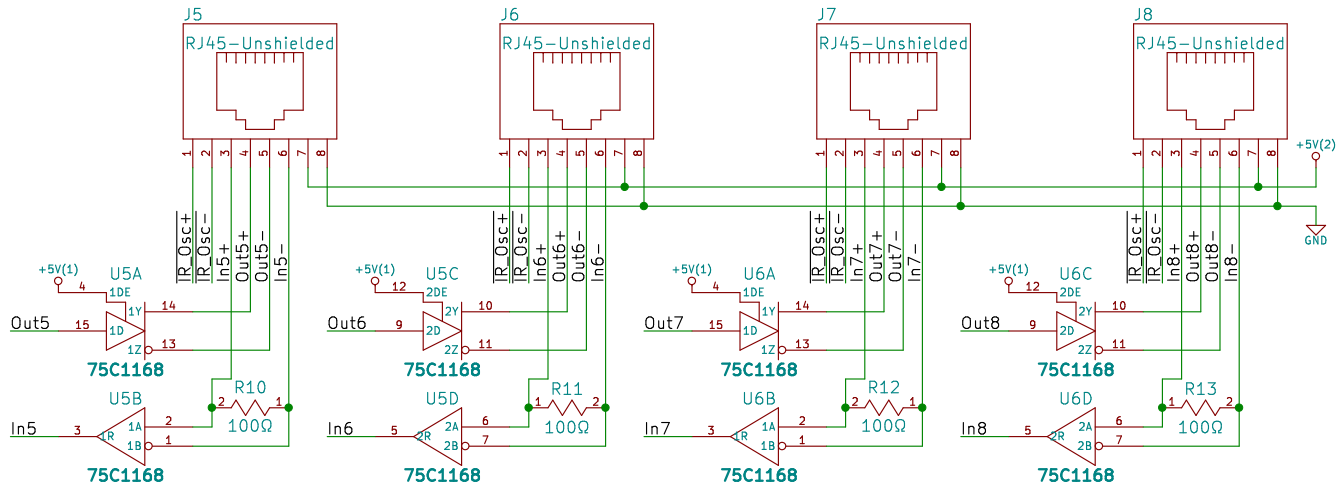 J5 J6 J7 J8
RJ45-Unshielded RJ45-Unshielded RJ45-Unshielded RJ45-Unshielded
1 2 3 4 5 6 7 8 1 2 3 4 5 6 7 8 1 2 3 4 5 6 7 8 1 2 3 4 5 6 7 8
+5V(2)
GND
IR_Osc+ IR_Osc- In5+ Out5+ Out5- In5- IR_Osc+ IR_Osc- In6+ Out6+ Out6- In6- IR_Osc+ IR_Osc- In7+ Out7+ Out7- In7- IR_Osc+ IR_Osc- In8+ Out8+ Out8- In8-
+5V(1) U5A +5V(1) U5C +5V(1) U6A +5V(1) U6C
4 1DE 12 2DE 4 1DE 12 2DE
1Y 14 2Y 10 1Y 14 2Y 10
Out5 15 1D Out6 9 2D Out7 15 1D Out8 9 2D
1Z 13 2Z 11 1Z 13 2Z 11
75C1168 75C1168 75C1168 75C1168
U5B R10 U5D R11 U6B R12 U6D R13
2 1 1 2 2 1 1 2
1A 2 100Ω 2A 6 100Ω 1A 2 100Ω 2A 6 100Ω
In5 3 1R In6 5 2R In7 3 1R In8 5 2R
1B 1 2B 7 1B 1 2B 7
75C1168 75C1168 75C1168 75C1168